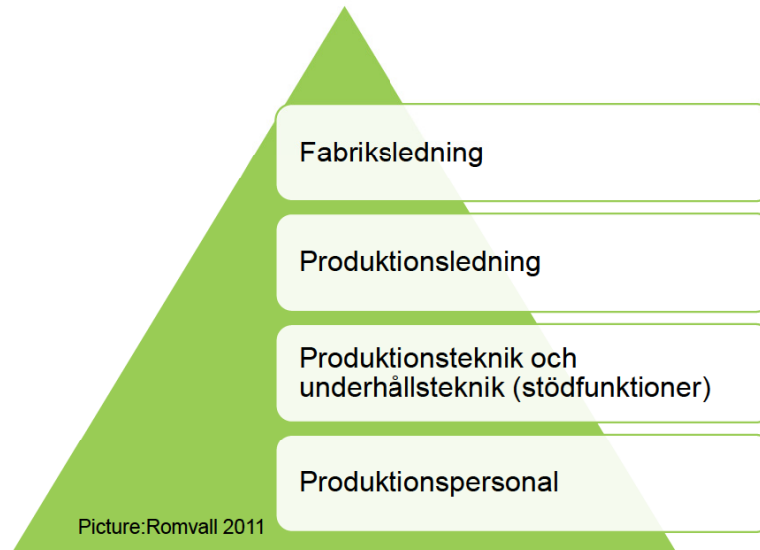 Fabriksledning
Produktionsledning
Produktionsteknik och
underhållsteknik (stödfunktioner)
Produktionspersonal
Picture:Romvall 2011